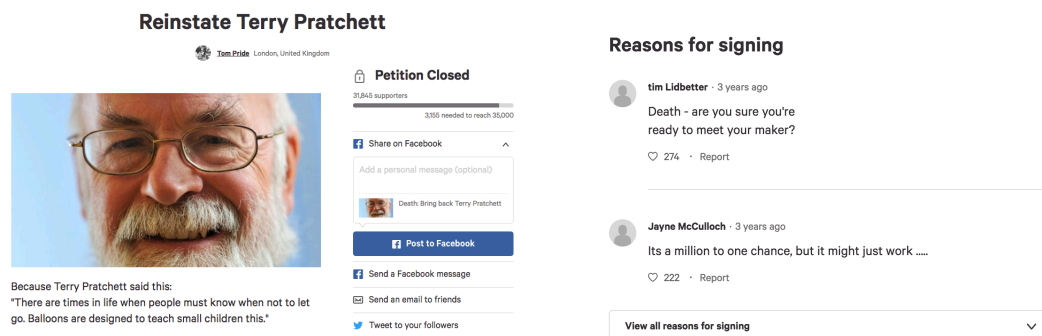 Reinstate Terry Pratchett
Tom Pride London, United Kingdom
Petition Closed
31,845 supporters
3,155 needed to reach 35,000
Share on Facebook
Add a personal message (optional)
Death: Bring back Terry Pratchett
Post to Facebook
Send a Facebook message
Send an email to friends
Tweet to your followers
Because Terry Pratchett said this:
"There are times in life when people must know when not to let
go. Balloons are designed to teach small children this."
Reasons for signing
tim Lidbetter · 3 years ago
Death - are you sure you're
ready to meet your maker?
274 · Report
Jayne McCulloch · 3 years ago
Its a million to one chance, but it might just work .....
222 · Report
View all reasons for signing